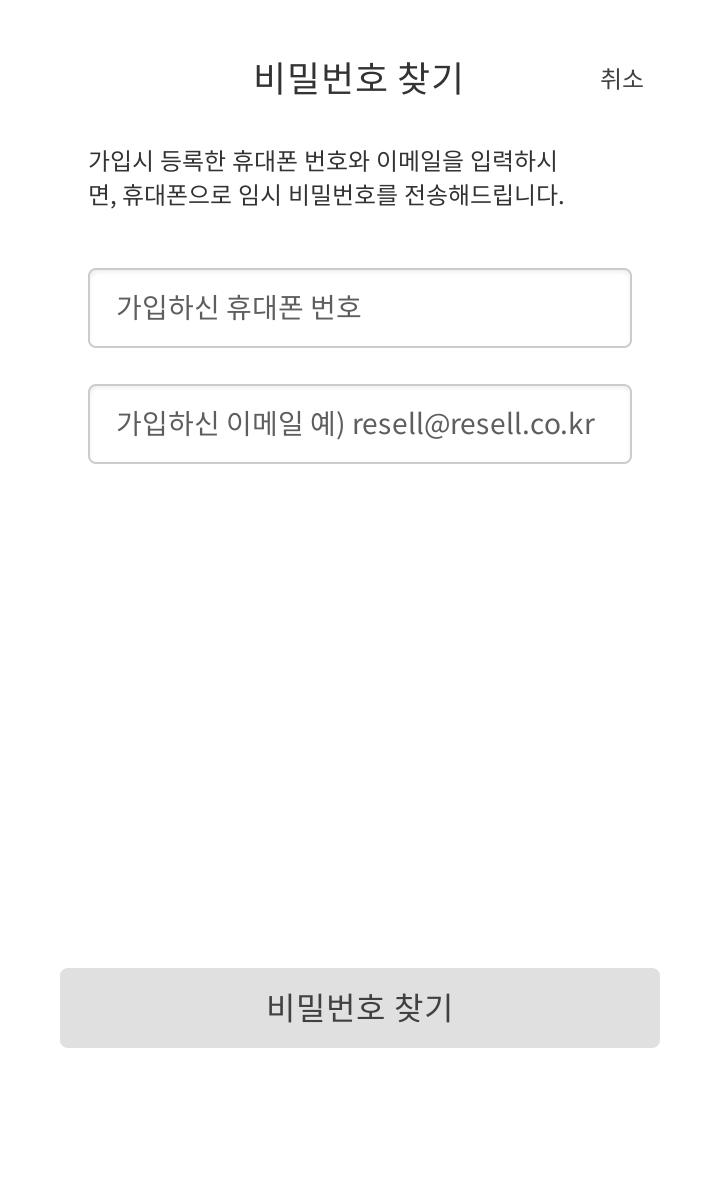 비밀번호 찾기
취소
가입시 등록한 휴대폰 번호와 이메일을 입력하시
면, 휴대폰으로 임시 비밀번호를 전송해드립니다.
가입하신 휴대폰 번호
가입하신 이메일 예) resell@resell.co.kr
비밀번호 찾기